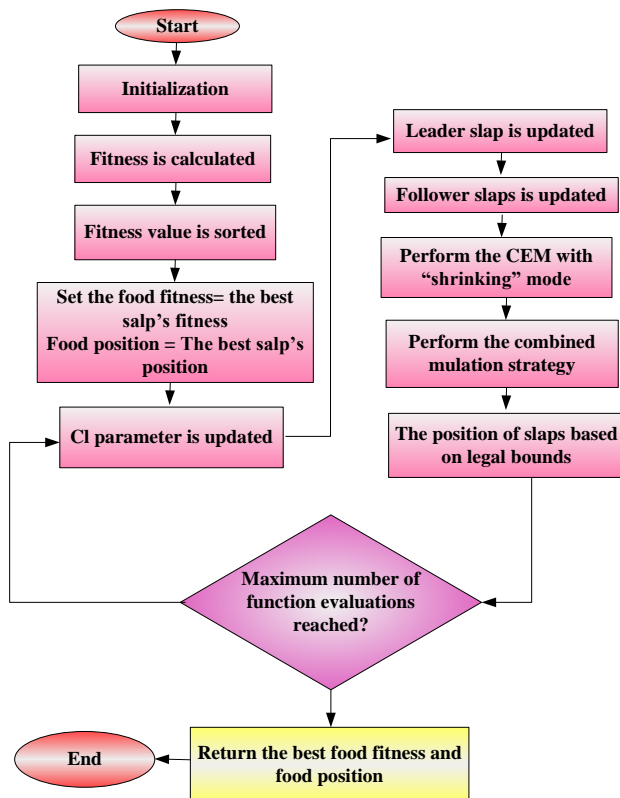 Start
Initialization
Fitness is calculated
Fitness value is sorted
Set the food fitness= the best
salp's fitness
Food position = The best salp's
position
Cl parameter is updated
Leader slap is updated
Follower slaps is updated
Perform the CEM with
“shrinking” mode
Perform the combined
mulation strategy
The position of slaps based
on legal bounds
Maximum number of
function evaluations
reached?
Return the best food fitness and
food position
End